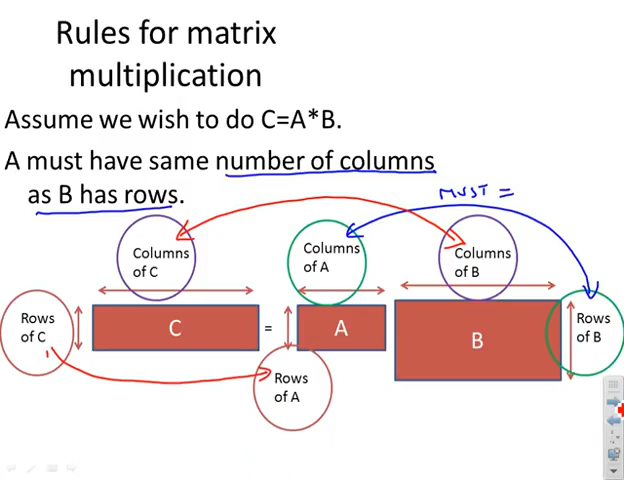 Rules for matrix
multiplication
Assume we wish to do C=A*B.
A must have same number of columns
as B has rows.
MUST =
Columns
of C
Columns
of A
Columns
of B
Rows
of C
C
=
A
B
Rows
of B
Rows
of A